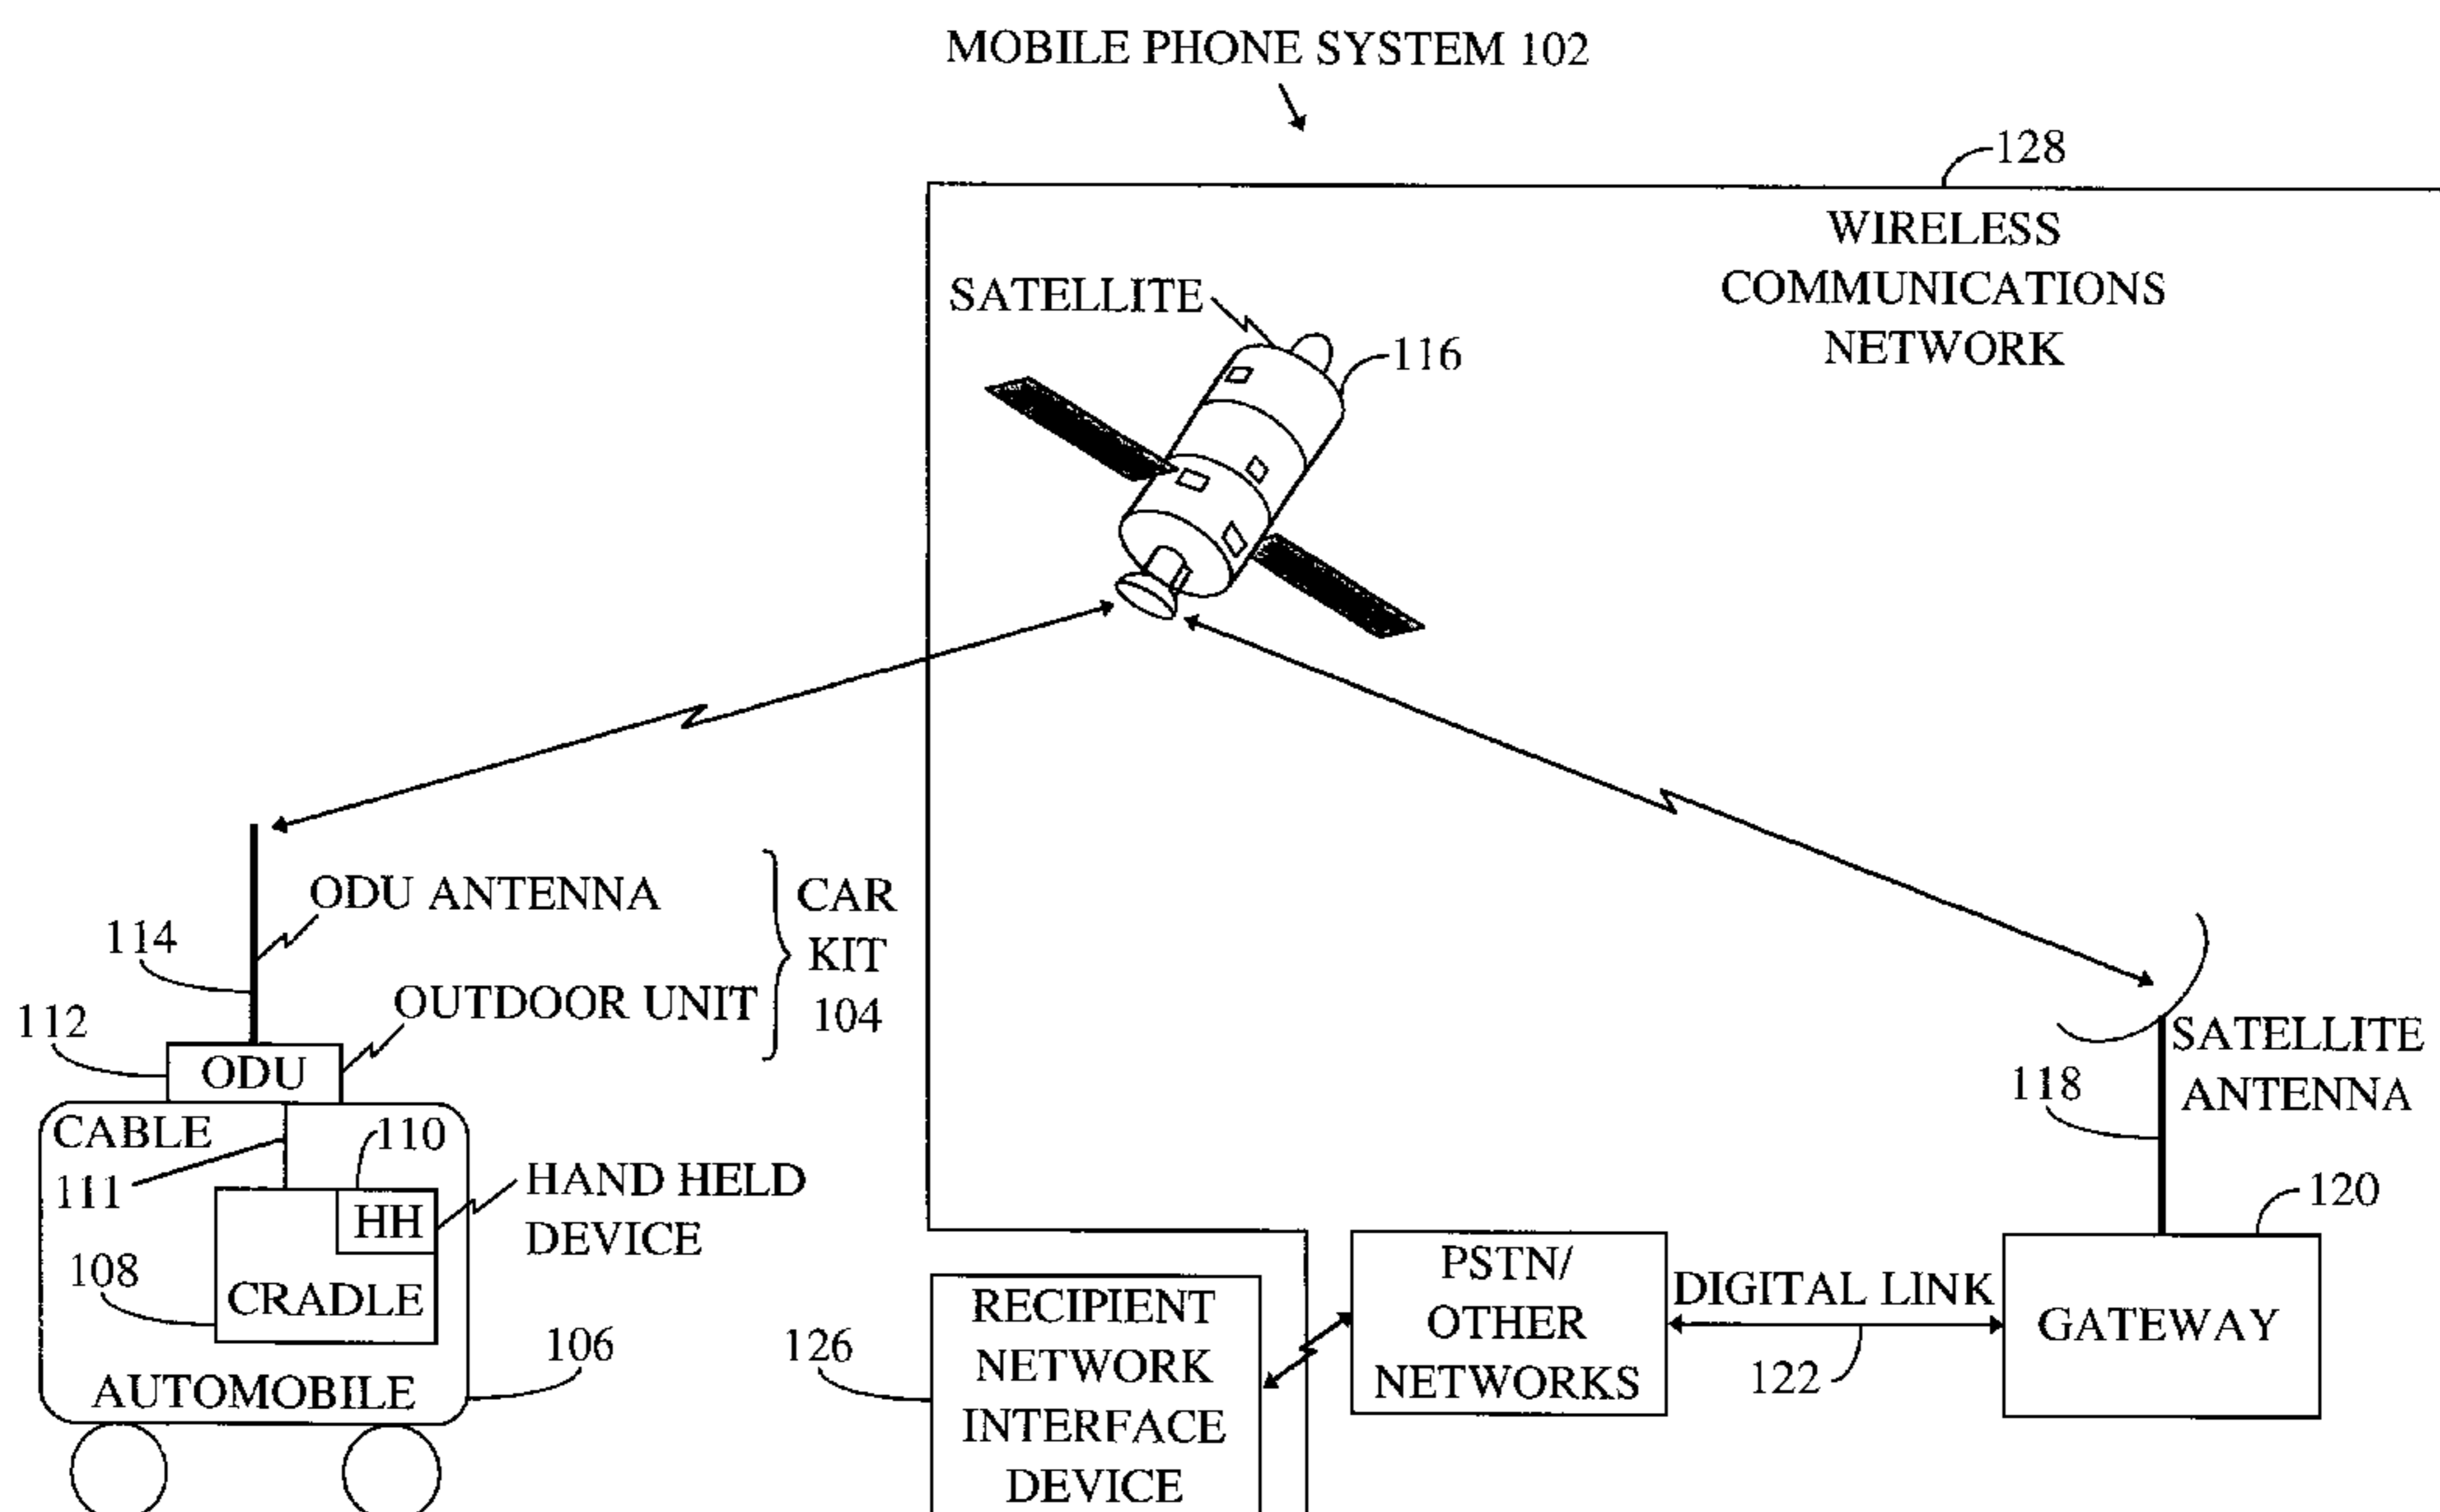 MOBILE PHONE SYSTEM 102
128
WIRELESS
COMMUNICATIONS
NETWORK
SATELLITE
116
ODU ANTENNA
114
OUTDOOR UNIT
CAR
KIT
104
112
ODU
CABLE
111
110
HH
HAND HELD
DEVICE
108
CRADLE
106
AUTOMOBILE
126
RECIPIENT
NETWORK
INTERFACE
DEVICE
PSTN/
OTHER
NETWORKS
DIGITAL LINK
122
SATELLITE
ANTENNA
118
120
GATEWAY